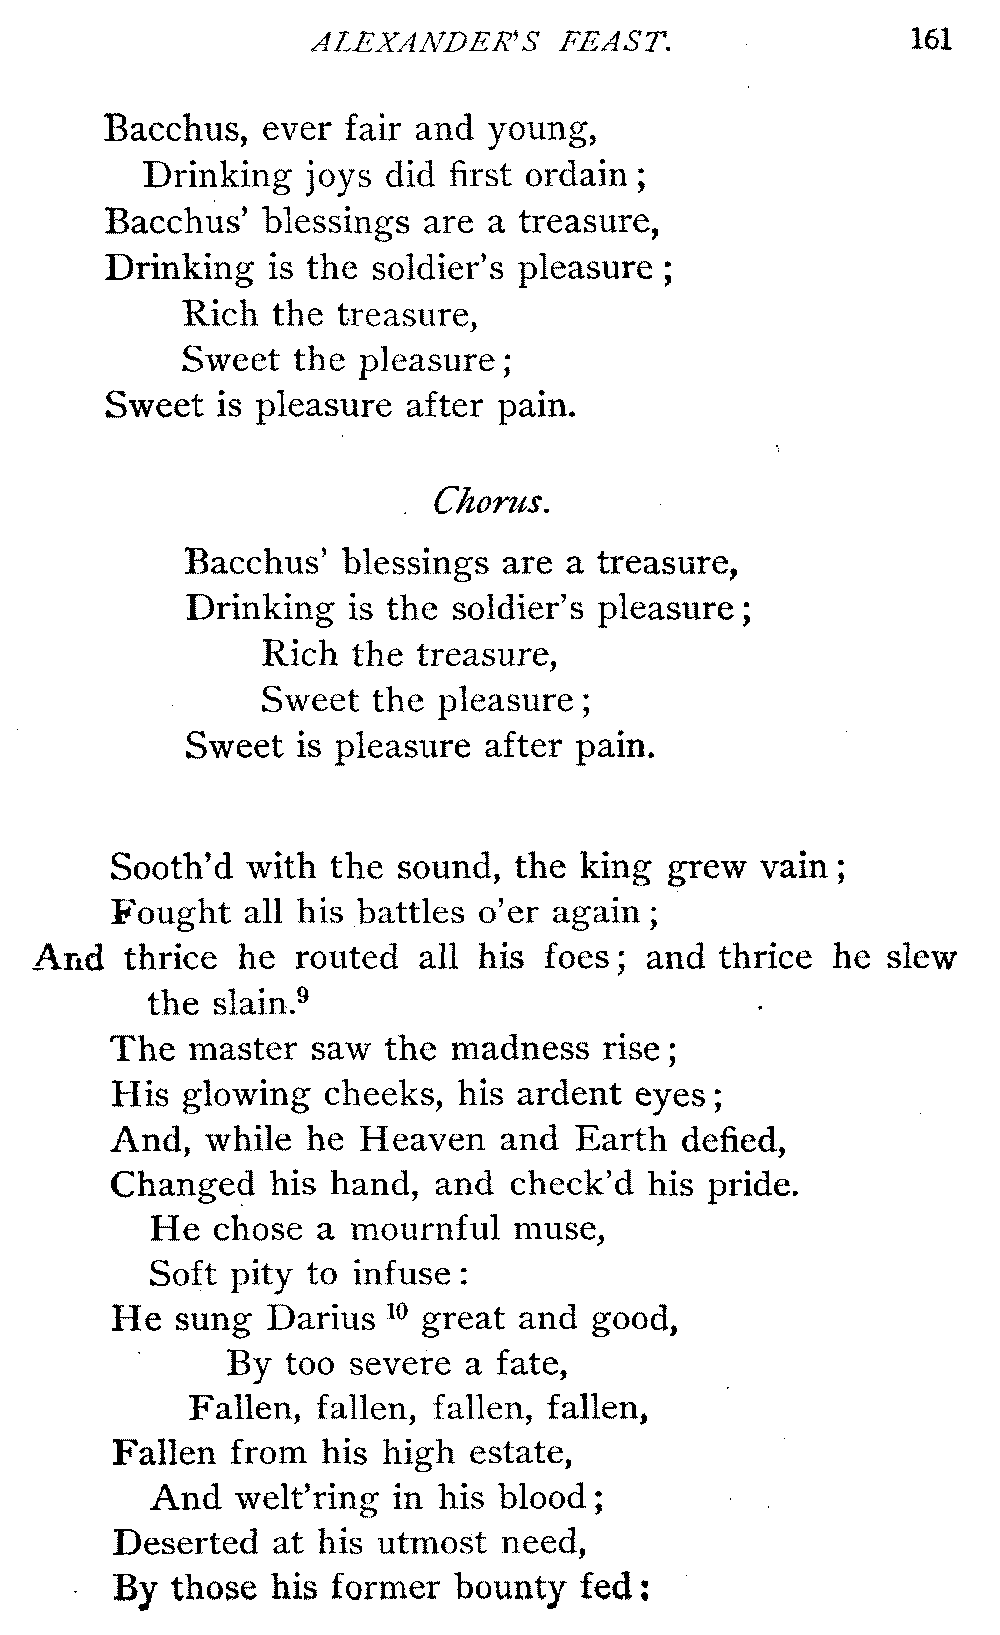 ALEXANDER'S FEAST. 161
Bacchus, ever fair and young,
Drinking joys did first ordain;
Bacchus' blessings are a treasure,
Drinking is the soldier's pleasure;
Rich the treasure,
Sweet the pleasure;
Sweet is pleasure after pain.
Chorus.
Bacchus' blessings are a treasure,
Drinking is the soldier's pleasure;
Rich the treasure,
Sweet the pleasure;
Sweet is pleasure after pain.
Sooth'd with the sound, the king grew vain;
Fought all his battles o'er again;
And thrice he routed all his foes; and thrice he slew
the slain.⁹
The master saw the madness rise;
His glowing cheeks, his ardent eyes;
And, while he Heaven and Earth defied,
Changed his hand, and check'd his pride.
He chose a mournful muse,
Soft pity to infuse:
He sung Darius ¹⁰ great and good,
By too severe a fate,
Fallen, fallen, fallen, fallen,
Fallen from his high estate,
And welt'ring in his blood;
Deserted at his utmost need,
By those his former bounty fed: